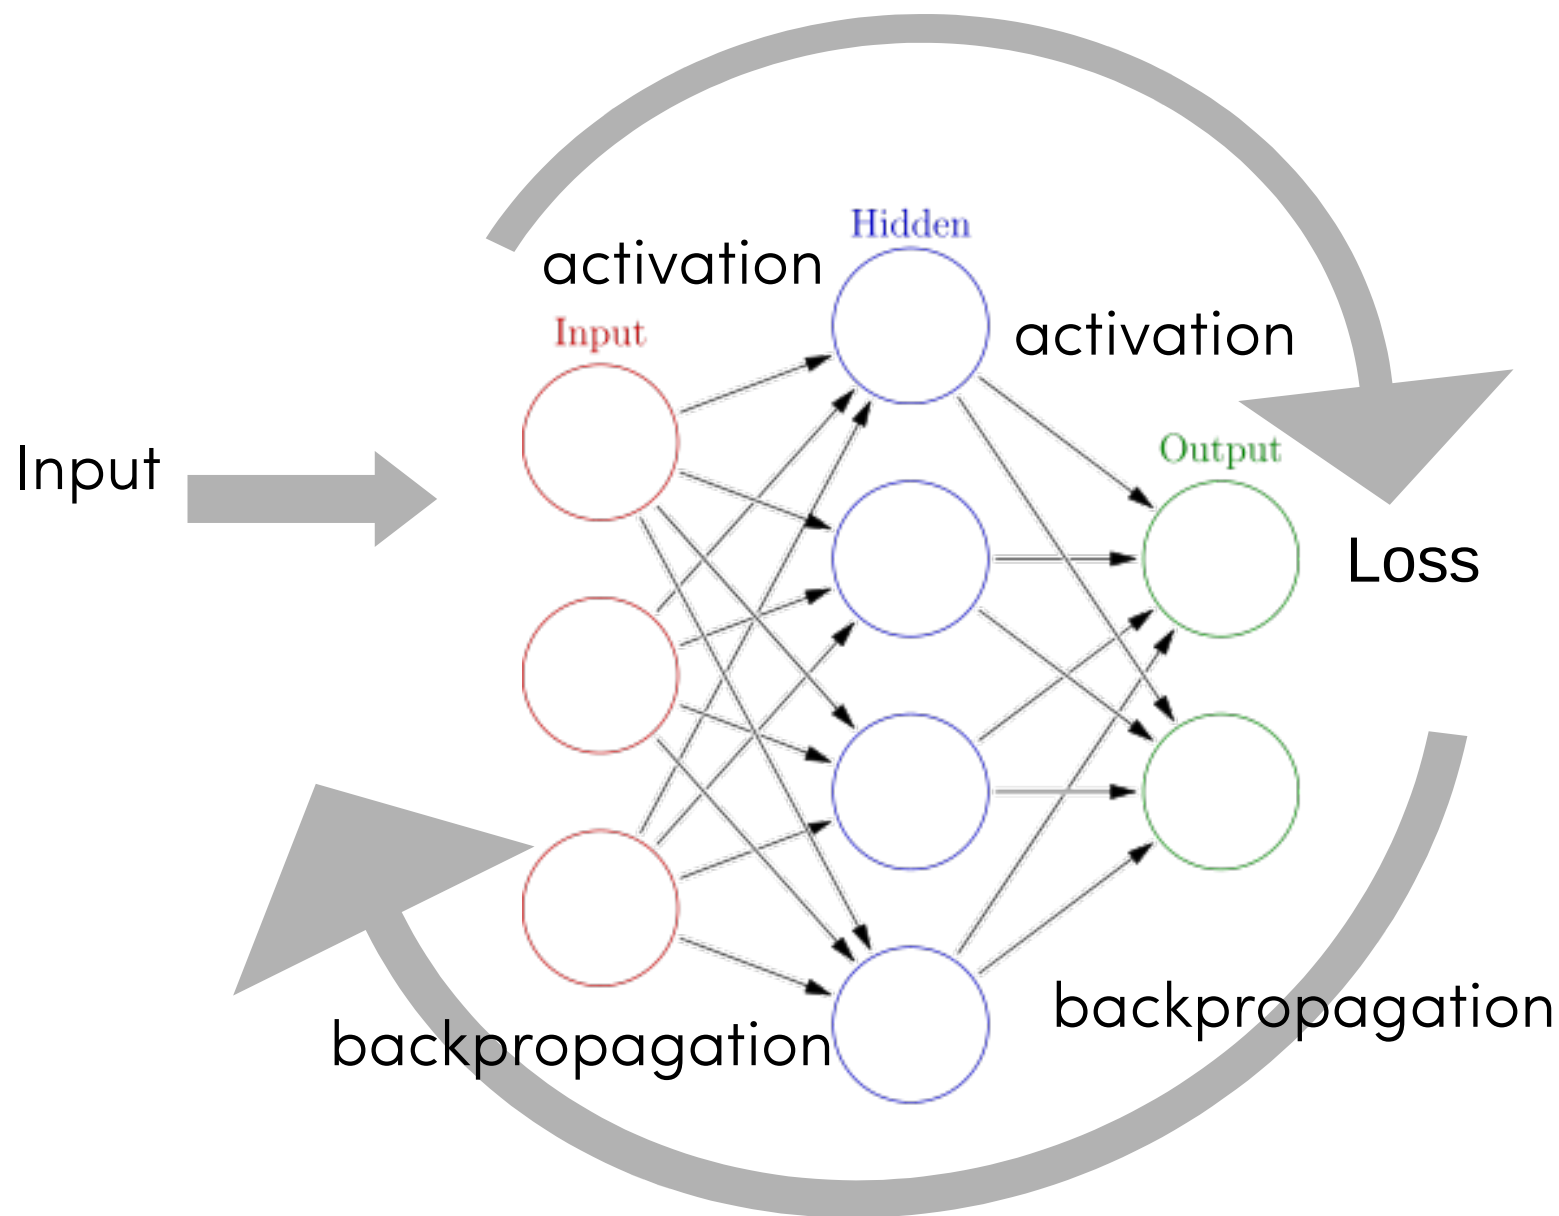 Hidden
activation
activation
Input
Output
Input
Loss
backpropagation
backpropagation